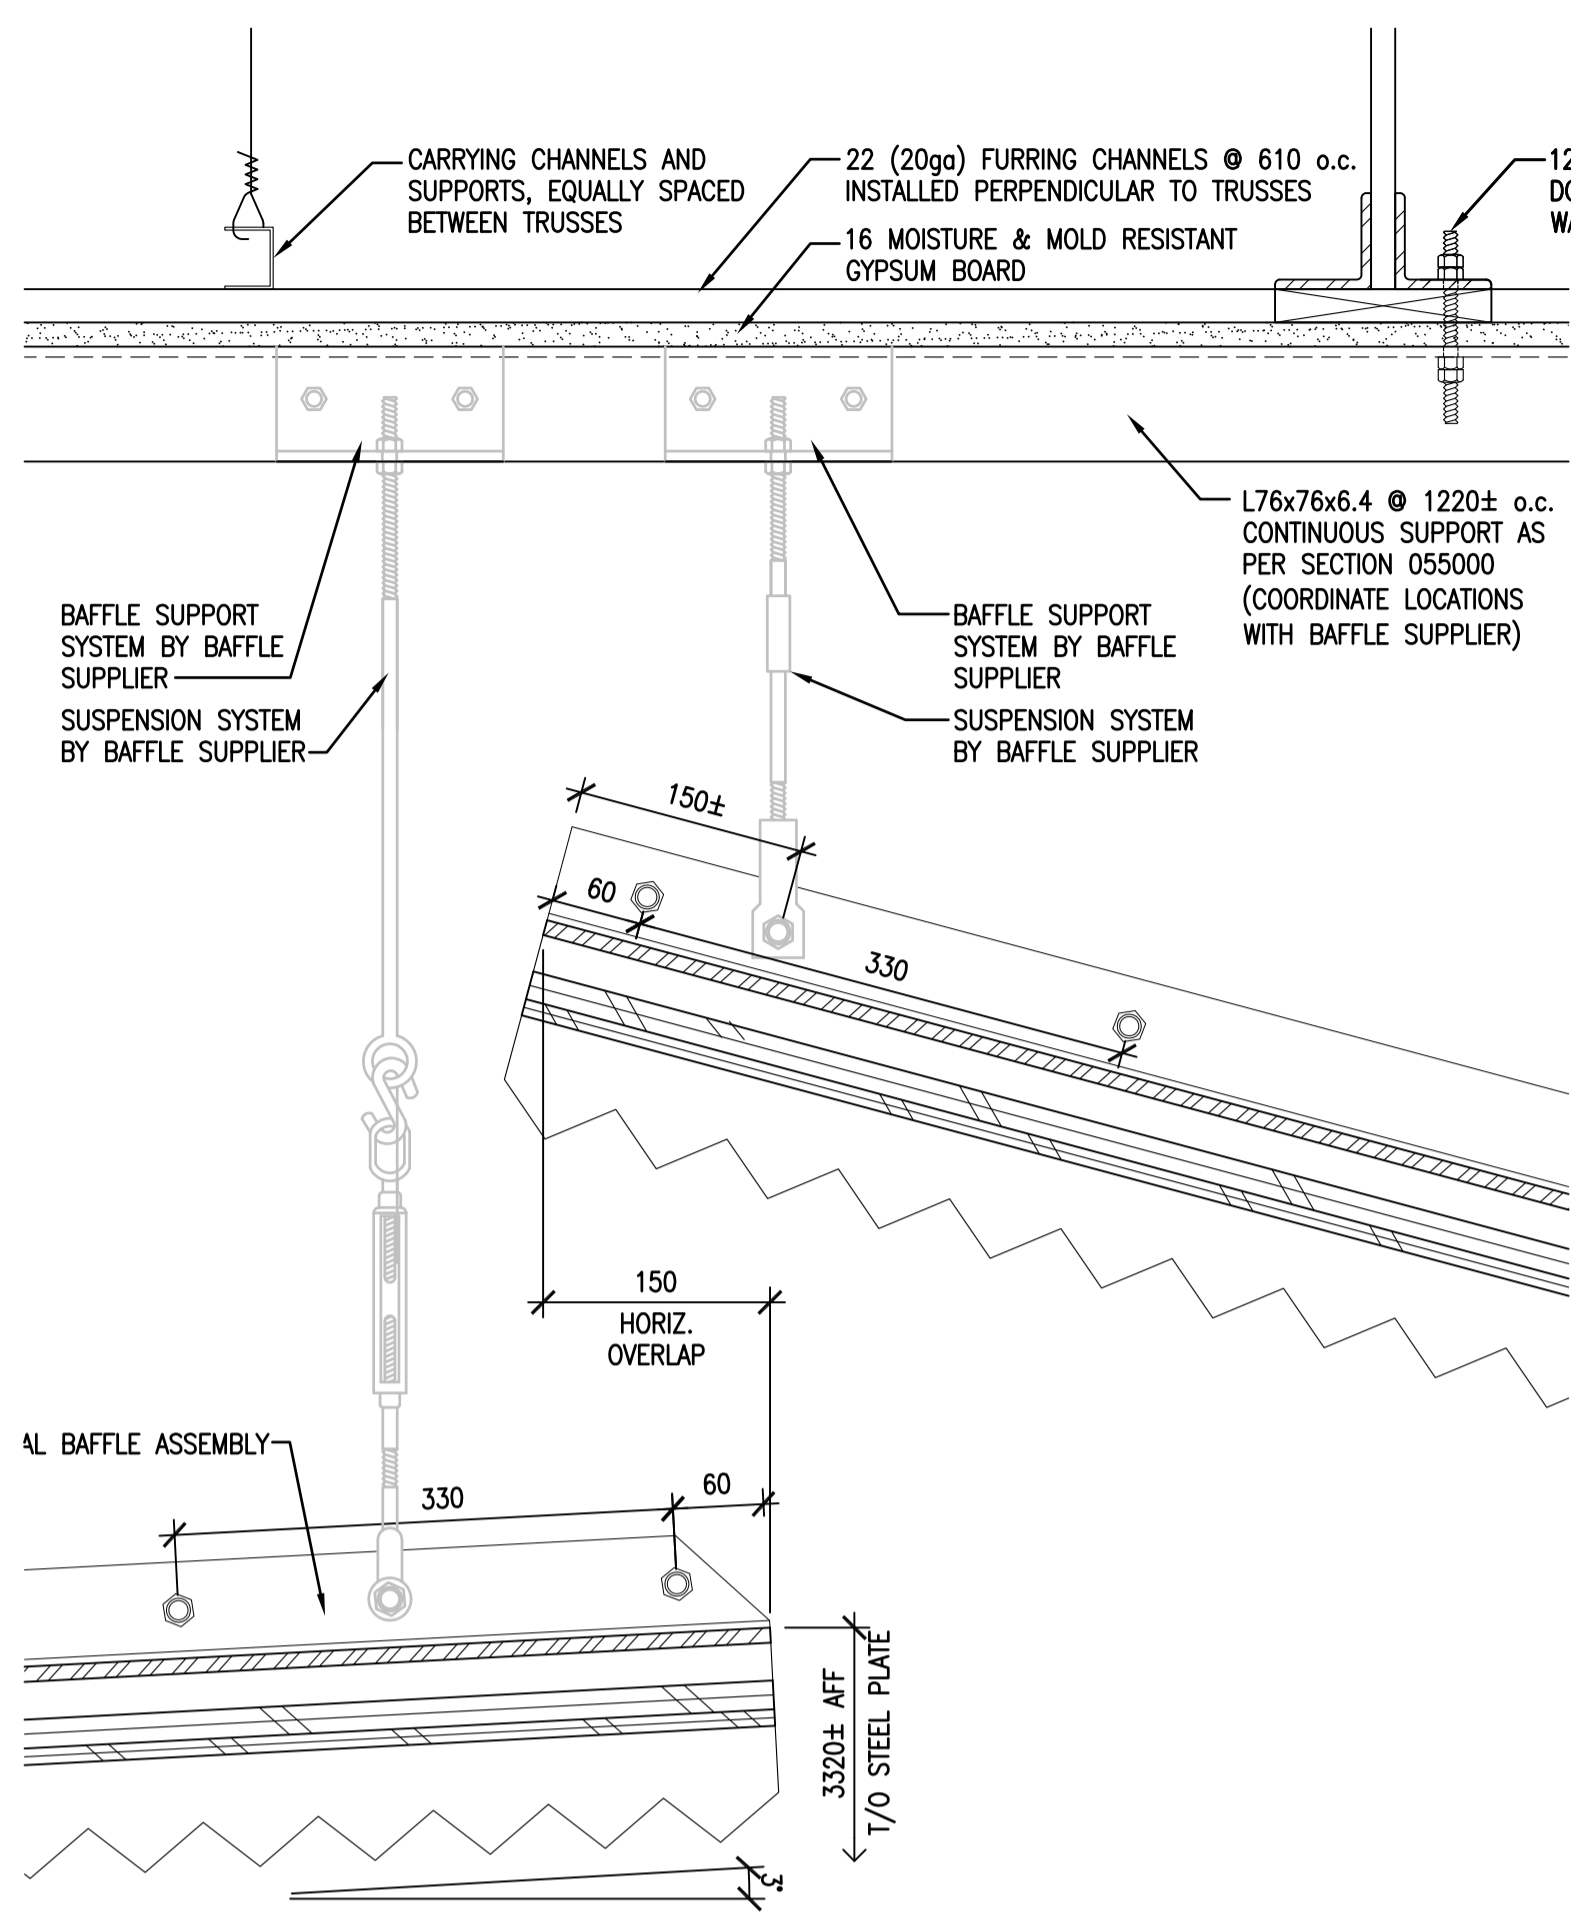 CARRYING CHANNELS AND
SUPPORTS, EQUALLY SPACED
BETWEEN TRUSSES
22 (20ga) FURRING CHANNELS @ 610 o.c.
INSTALLED PERPENDICULAR TO TRUSSES
16 MOISTURE & MOLD RESISTANT
GYPSUM BOARD
12
L76x76x6.4 @ 1220± o.c.
CONTINUOUS SUPPORT AS
PER SECTION 055000
(COORDINATE LOCATIONS
WITH BAFFLE SUPPLIER)
BAFFLE SUPPORT
SYSTEM BY BAFFLE
SUPPLIER
SUSPENSION SYSTEM
BY BAFFLE SUPPLIER
BAFFLE SUPPORT
SYSTEM BY BAFFLE
SUPPLIER
SUSPENSION SYSTEM
BY BAFFLE SUPPLIER
150±
60
330
150
HORIZ.
OVERLAP
AL BAFFLE ASSEMBLY
330
60
3320± AFF
T/O STEEL PLATE
3°